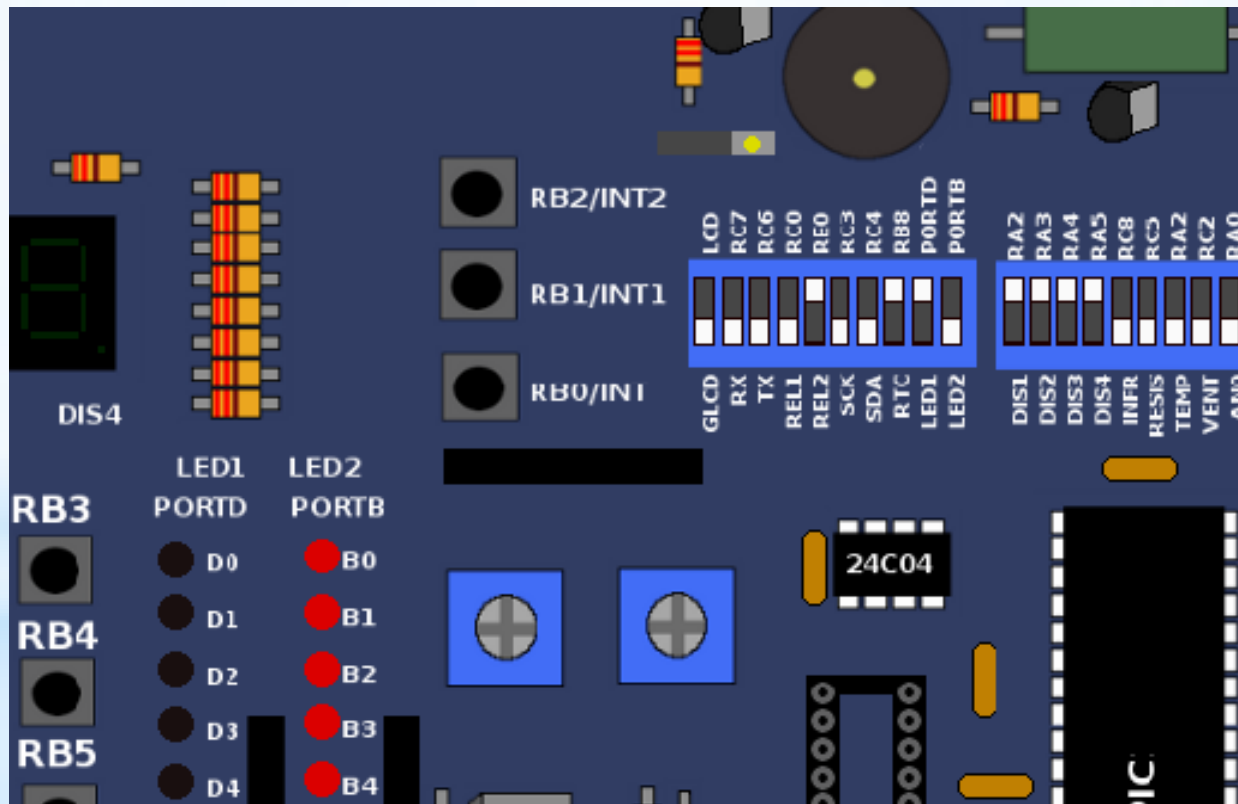 RB2/INT2
RB1/INT1
RB0/INT
LCD
RC7
RC6
RC0
RE0
RC3
RC4
RB8
PORTD
PORTB
GLCD
RX
TX
REL1
REL2
SCK
SDA
RTC
LED1
LED2
RA2
RA3
RA4
RA5
RC8
RC5
RA2
RC2
RA0
DIS1
DIS2
DIS3
DIS4
INFR
RESIS
TEMP
VENT
DIS4
LED1 LED2
PORTD PORTB
RB3
D0 B0
D1 B1
RB4
D2 B2
D3 B3
RB5
D4 B4
24C04
PIC